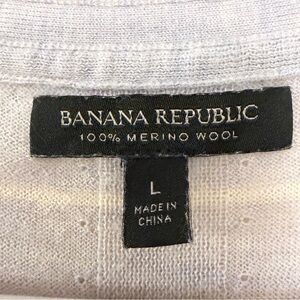 BANANA REPUBLIC
100% MERINO WOOL
L
MADE IN
CHINA